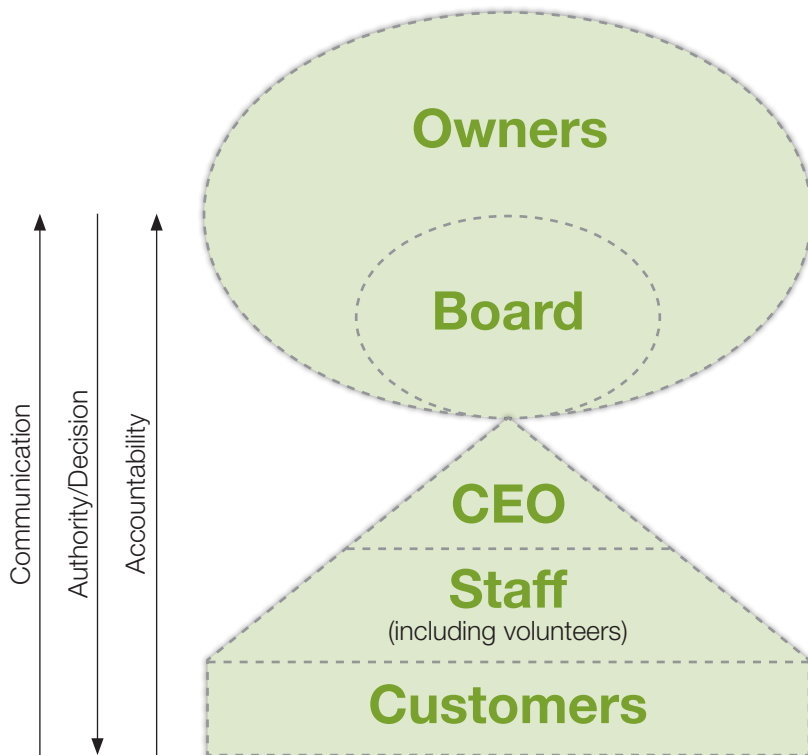 Owners
Board
CEO
Staff
(including volunteers)
Customers
Communication
Authority/Decision
Accountability